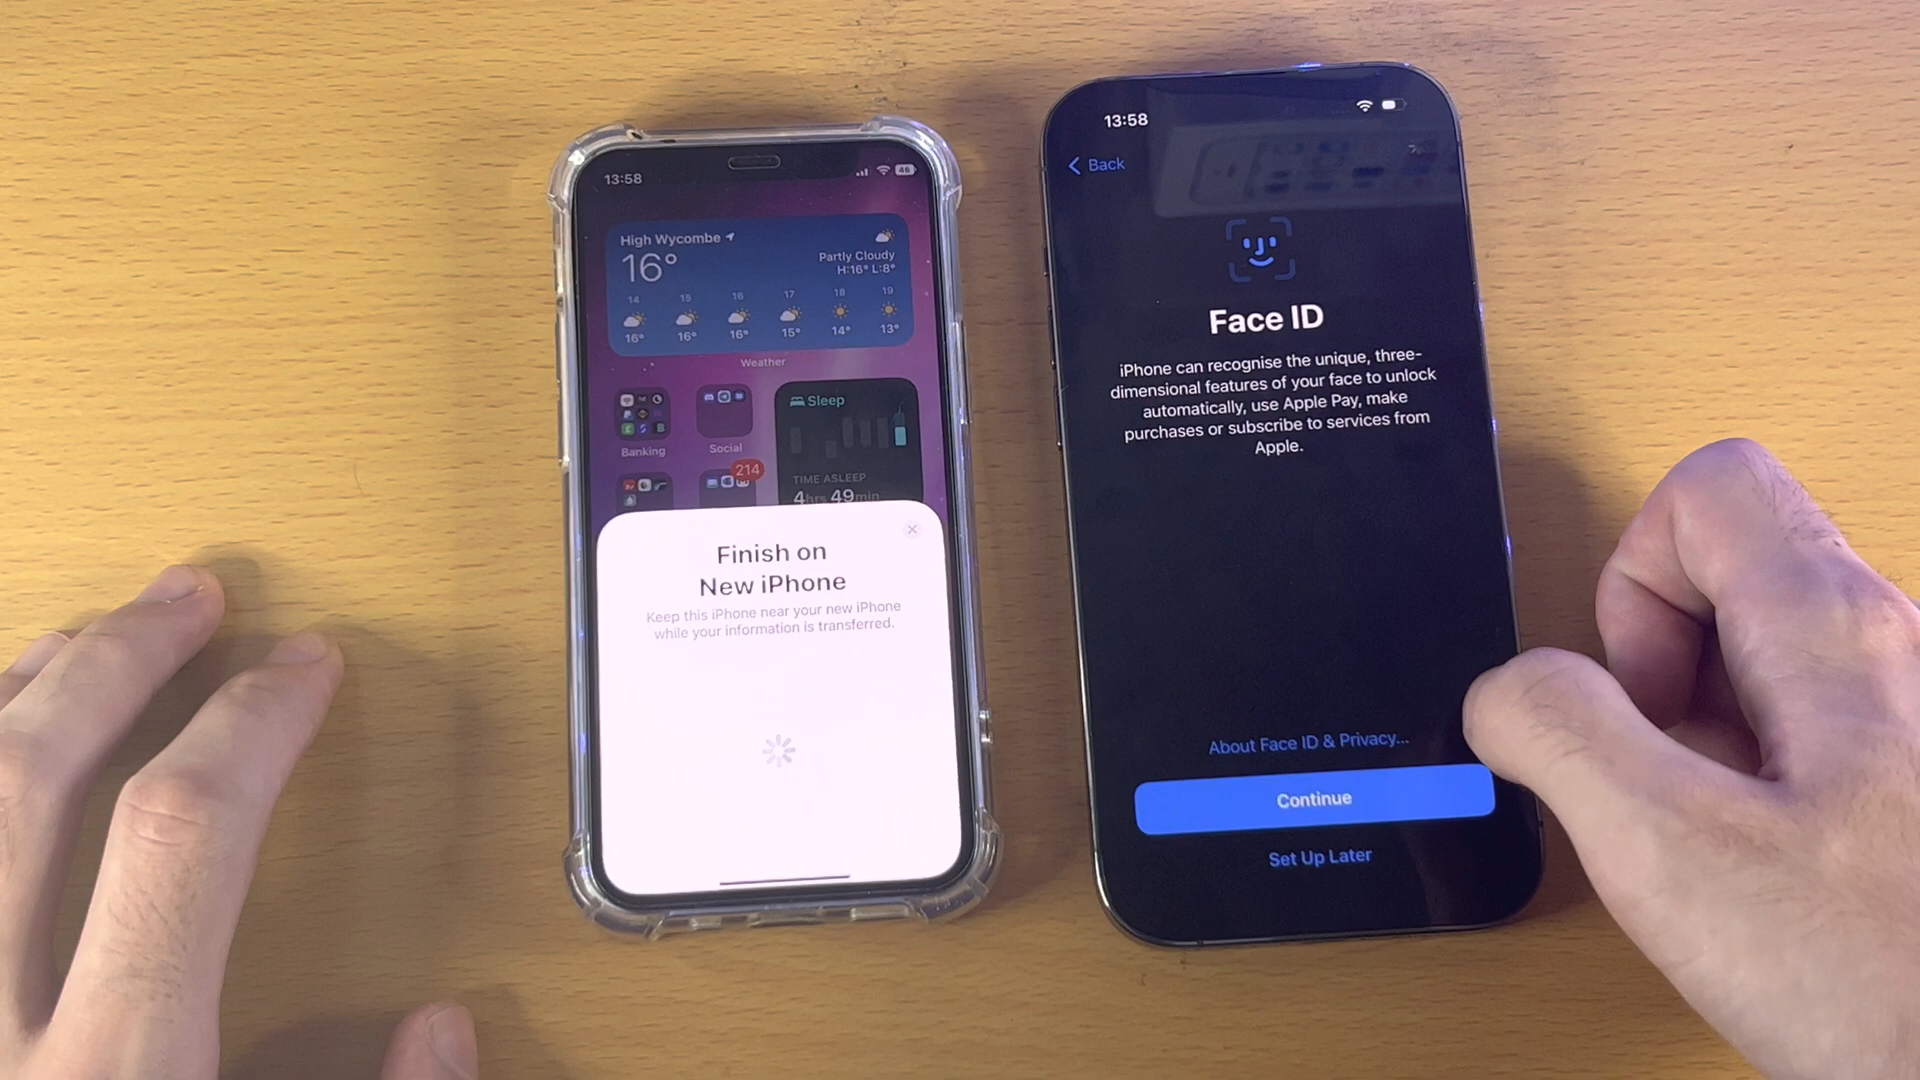 13:58
46
High Wycombe
16°
Partly Cloudy
H:16° L:8°
14 15 16 17 18 19
16° 16° 16° 15° 14° 13°
Weather
Banking
Social
Sleep
214
TIME ASLEEP
4hrs 49min
Finish on
New iPhone
Keep this iPhone near your new iPhone
while your information is transferred.
13:58
Back
Face ID
iPhone can recognise the unique, three-
dimensional features of your face to unlock
automatically, use Apple Pay, make
purchases or subscribe to services from
Apple.
About Face ID & Privacy...
Continue
Set Up Later